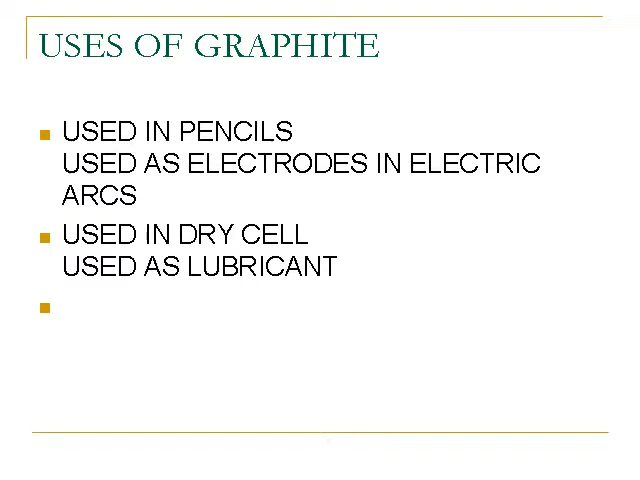 USES OF GRAPHITE
USED IN PENCILS
USED AS ELECTRODES IN ELECTRIC
ARCS
USED IN DRY CELL
USED AS LUBRICANT